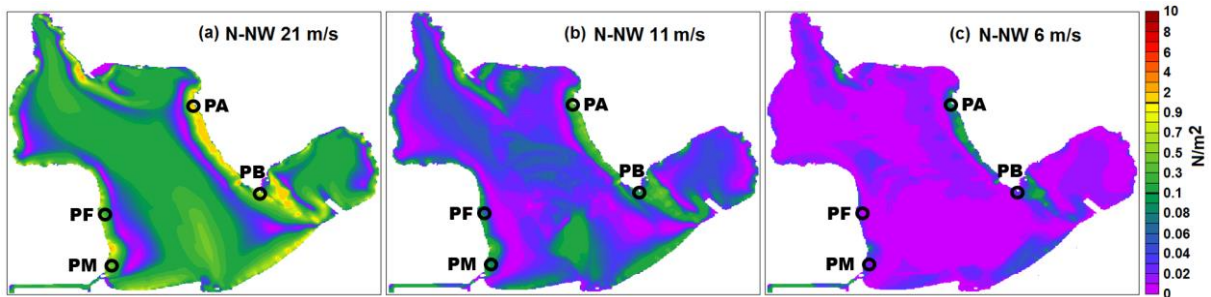 (a) N-NW 21 m/s
PA
PB
PF
PM
(b) N-NW 11 m/s
PA
PB
PF
PM
(c) N-NW 6 m/s
PA
PB
PF
PM
10
6
2
0.9
0.7
0.5
0.3
0.1
0.08
0.06
0.04
0.02
0
N/m²